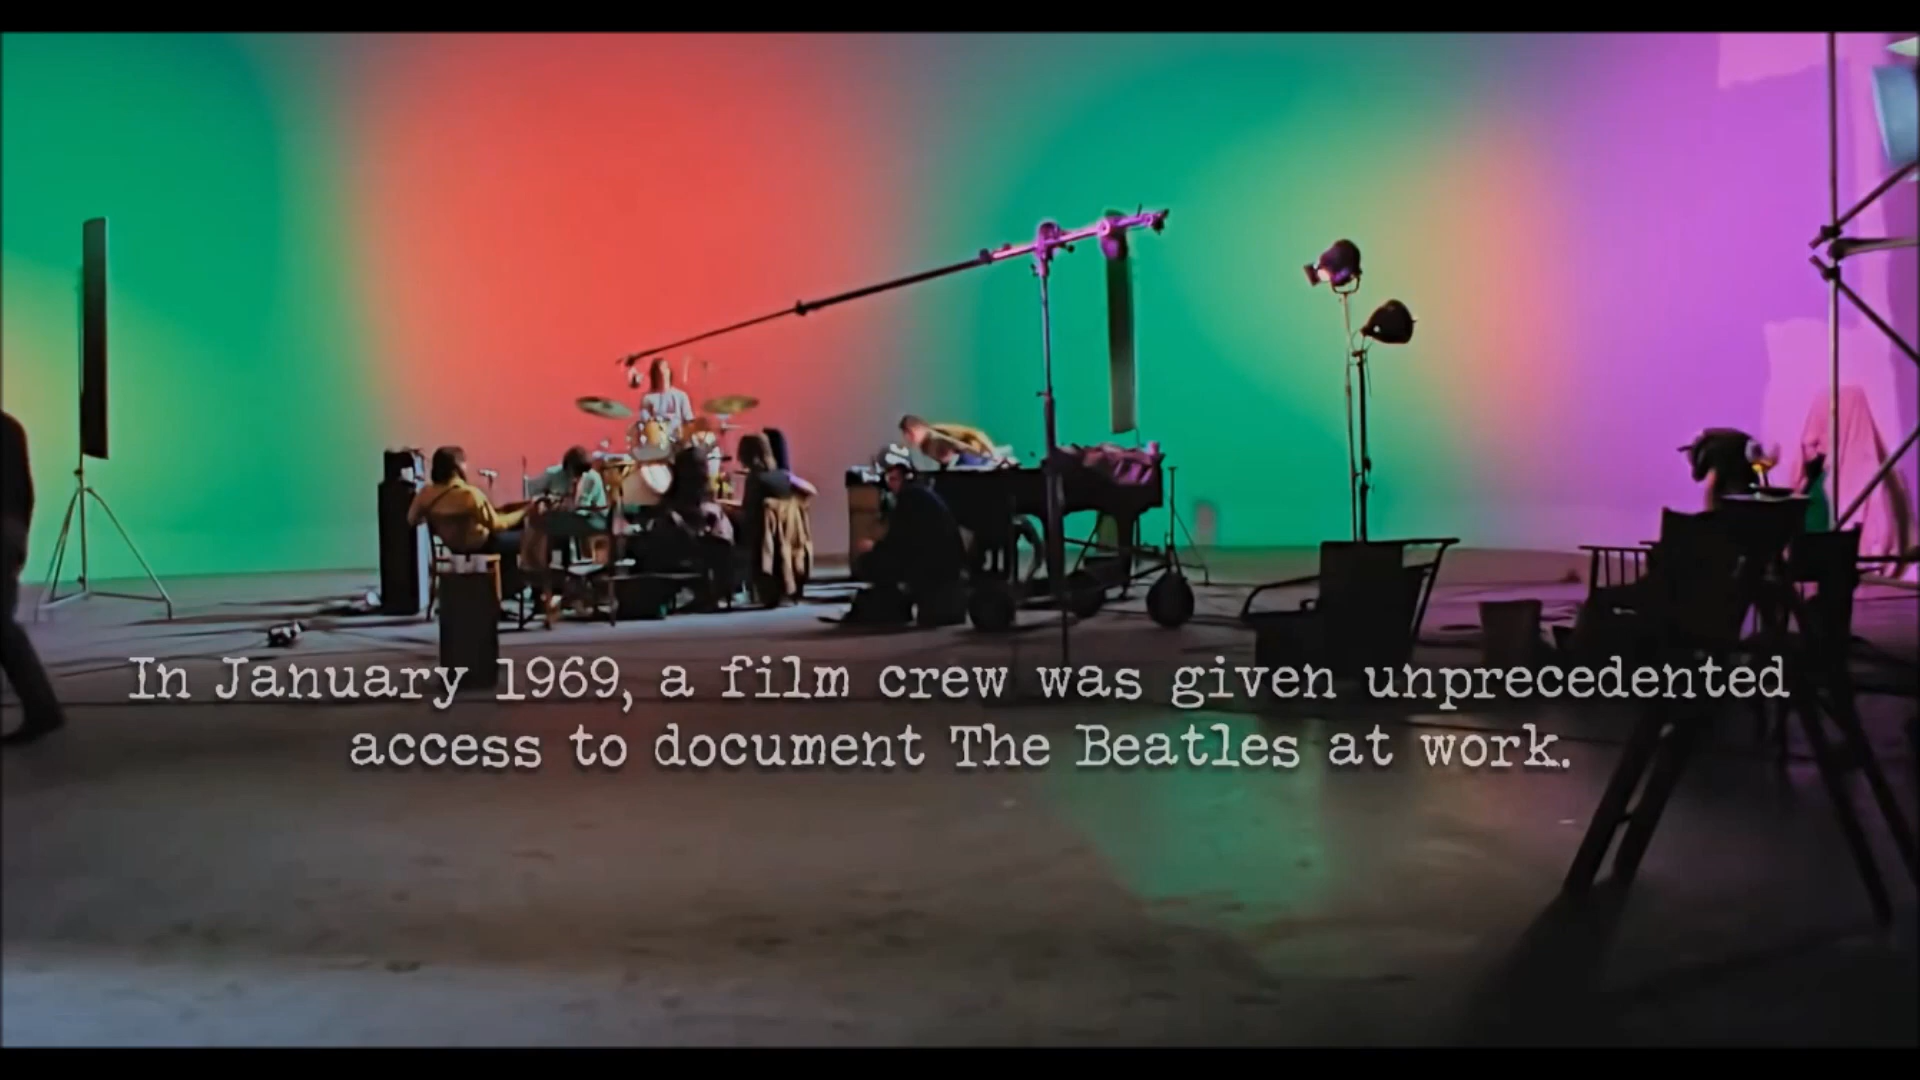 In January 1969, a film crew was given unprecedented
access to document The Beatles at work.